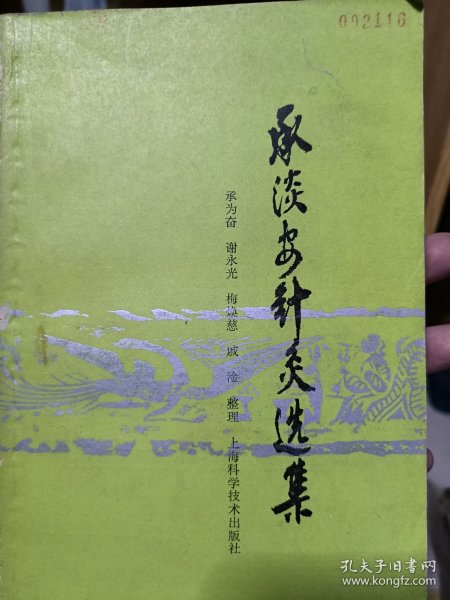 002116
承淡安针灸选集
承为奋 谢永光 梅焕慈 戚淦 整理 上海科学技术出版社
孔夫子旧书网
www.kongfz.com